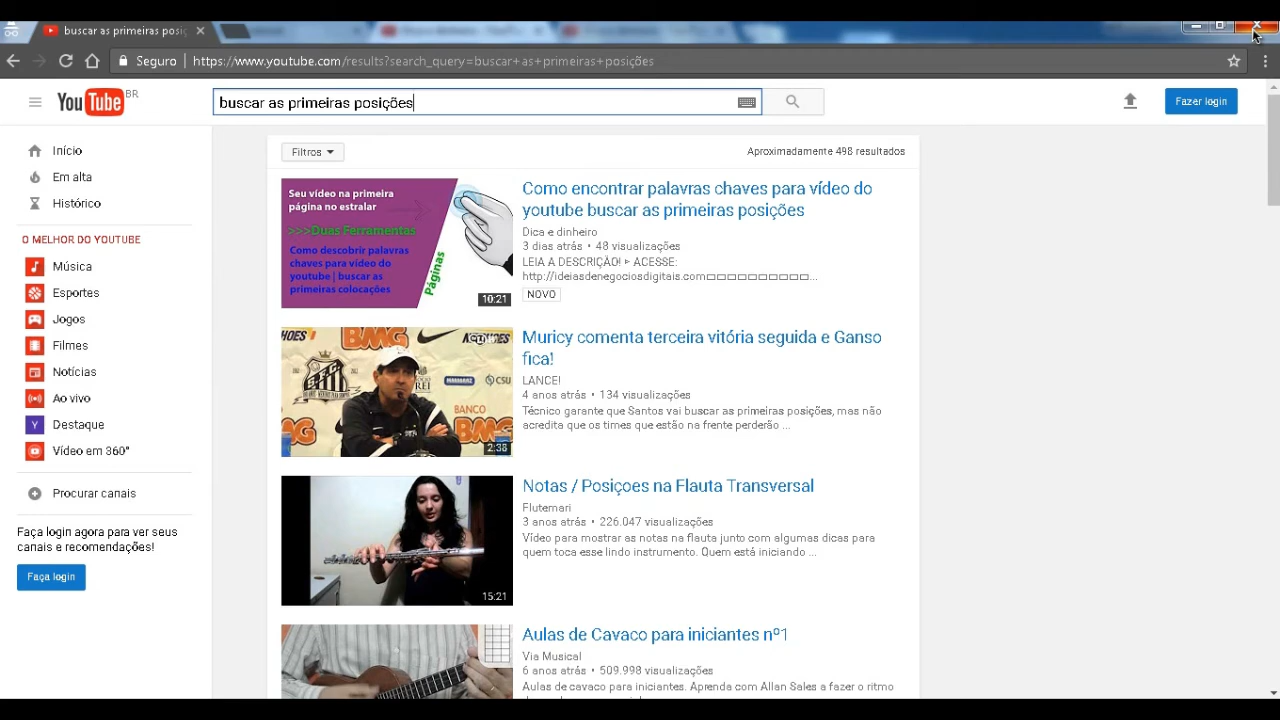 buscar as primeiras posiç
Seguro
https://www.youtube.com/results?search_query=buscar+as+primeiras+posições
YouTube BR
buscar as primeiras posições
Fazer login
Início
Em alta
Histórico
O MELHOR DO YOUTUBE
Música
Esportes
Jogos
Filmes
Notícias
Ao vivo
Destaque
Vídeo em 360°
Procurar canais
Faça login agora para ver seus
canais e recomendações!
Faça login
Filtros
Aproximadamente 498 resultados
Seu vídeo na primeira
página no estralar
>>>Duas Ferramentas
Como descobrir palavras
chaves para vídeo do
youtube | buscar as
primeiras colocações
Páginas
10:21
Como encontrar palavras chaves para vídeo do
youtube buscar as primeiras posições
Dica e dinheiro
3 dias atrás • 48 visualizações
LEIA A DESCRIÇÃO! ‣ ACESSE:
http://ideiasdenegociosdigitais.com□□□□□□□□□□...
NOVO
BMG
CSU
BANCO
BMG
2:38
Muricy comenta terceira vitória seguida e Ganso
fica!
LANCE!
4 anos atrás • 134 visualizações
Técnico garante que Santos vai buscar as primeiras posições, mas não
acredita que os times que estão na frente perderão ...
15:21
Notas / Posiçoes na Flauta Transversal
Flutemari
3 anos atrás • 226.047 visualizações
Vídeo para mostrar as notas na flauta junto com algumas dicas para
quem toca esse lindo instrumento. Quem está iniciando ...
Aulas de Cavaco para iniciantes nº1
Via Musical
6 anos atrás • 509.998 visualizações
Aulas de cavaco para iniciantes. Aprenda com Allan Sales a fazer o ritmo